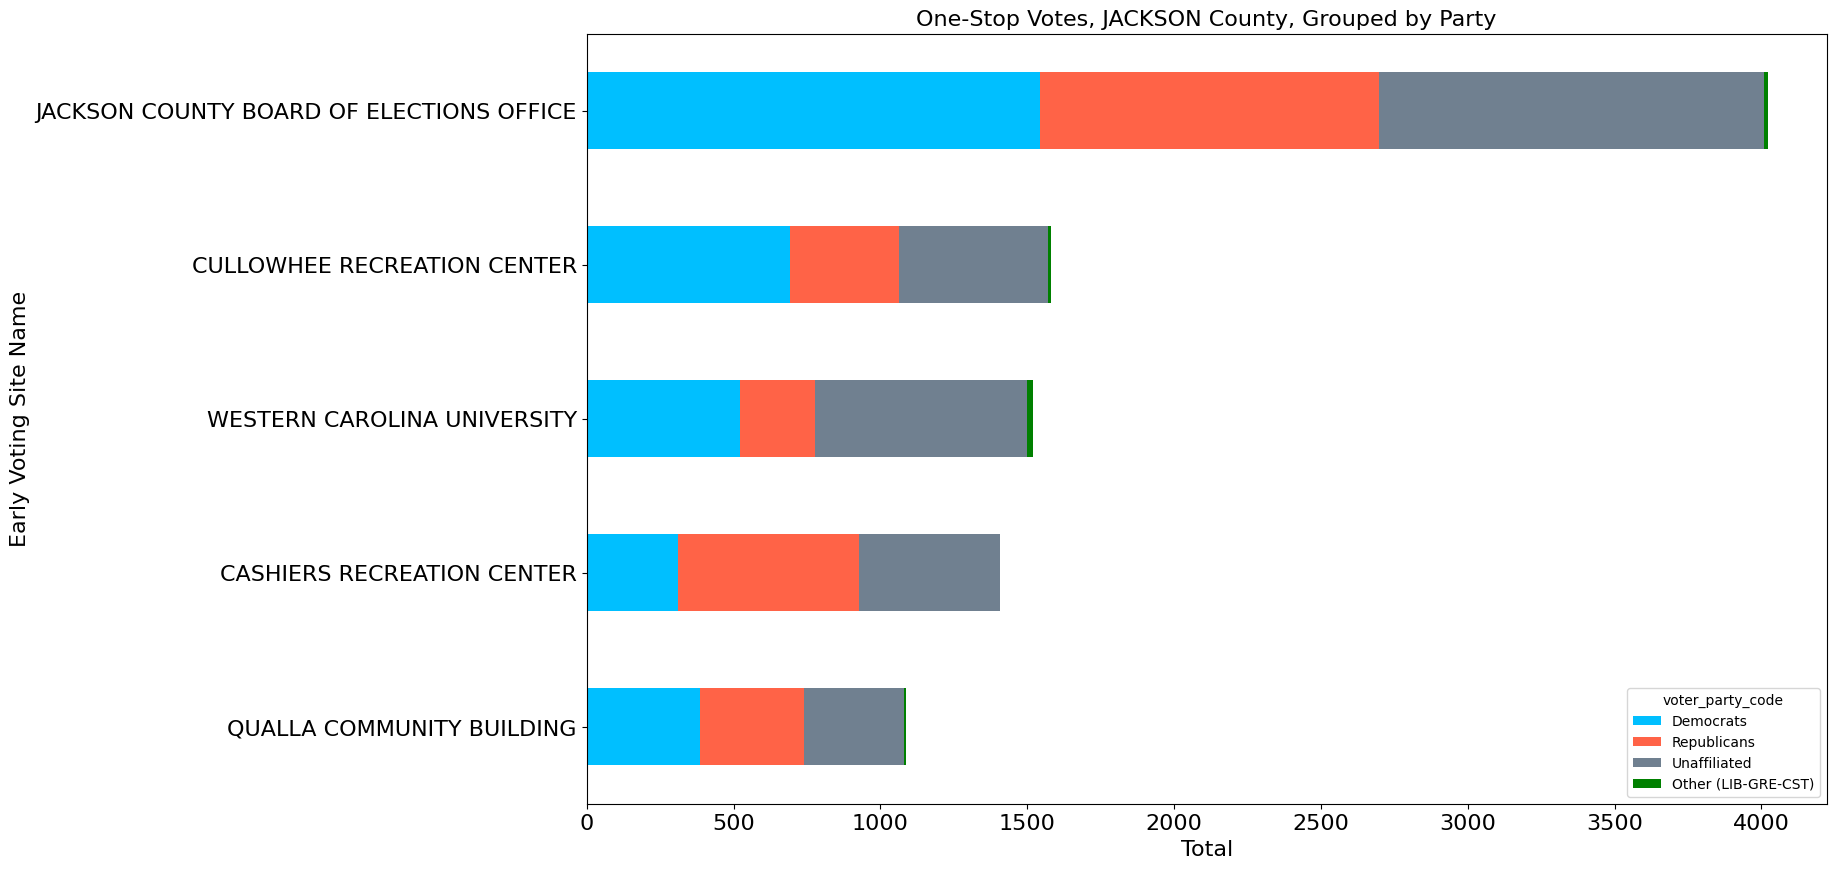 One-Stop Votes, JACKSON County, Grouped by Party
Early Voting Site Name
JACKSON COUNTY BOARD OF ELECTIONS OFFICE
CULLOWHEE RECREATION CENTER
WESTERN CAROLINA UNIVERSITY
CASHIERS RECREATION CENTER
QUALLA COMMUNITY BUILDING
voter_party_code
Democrats
Republicans
Unaffiliated
Other (LIB-GRE-CST)
0 500 1000 1500 2000 2500 3000 3500 4000
Total